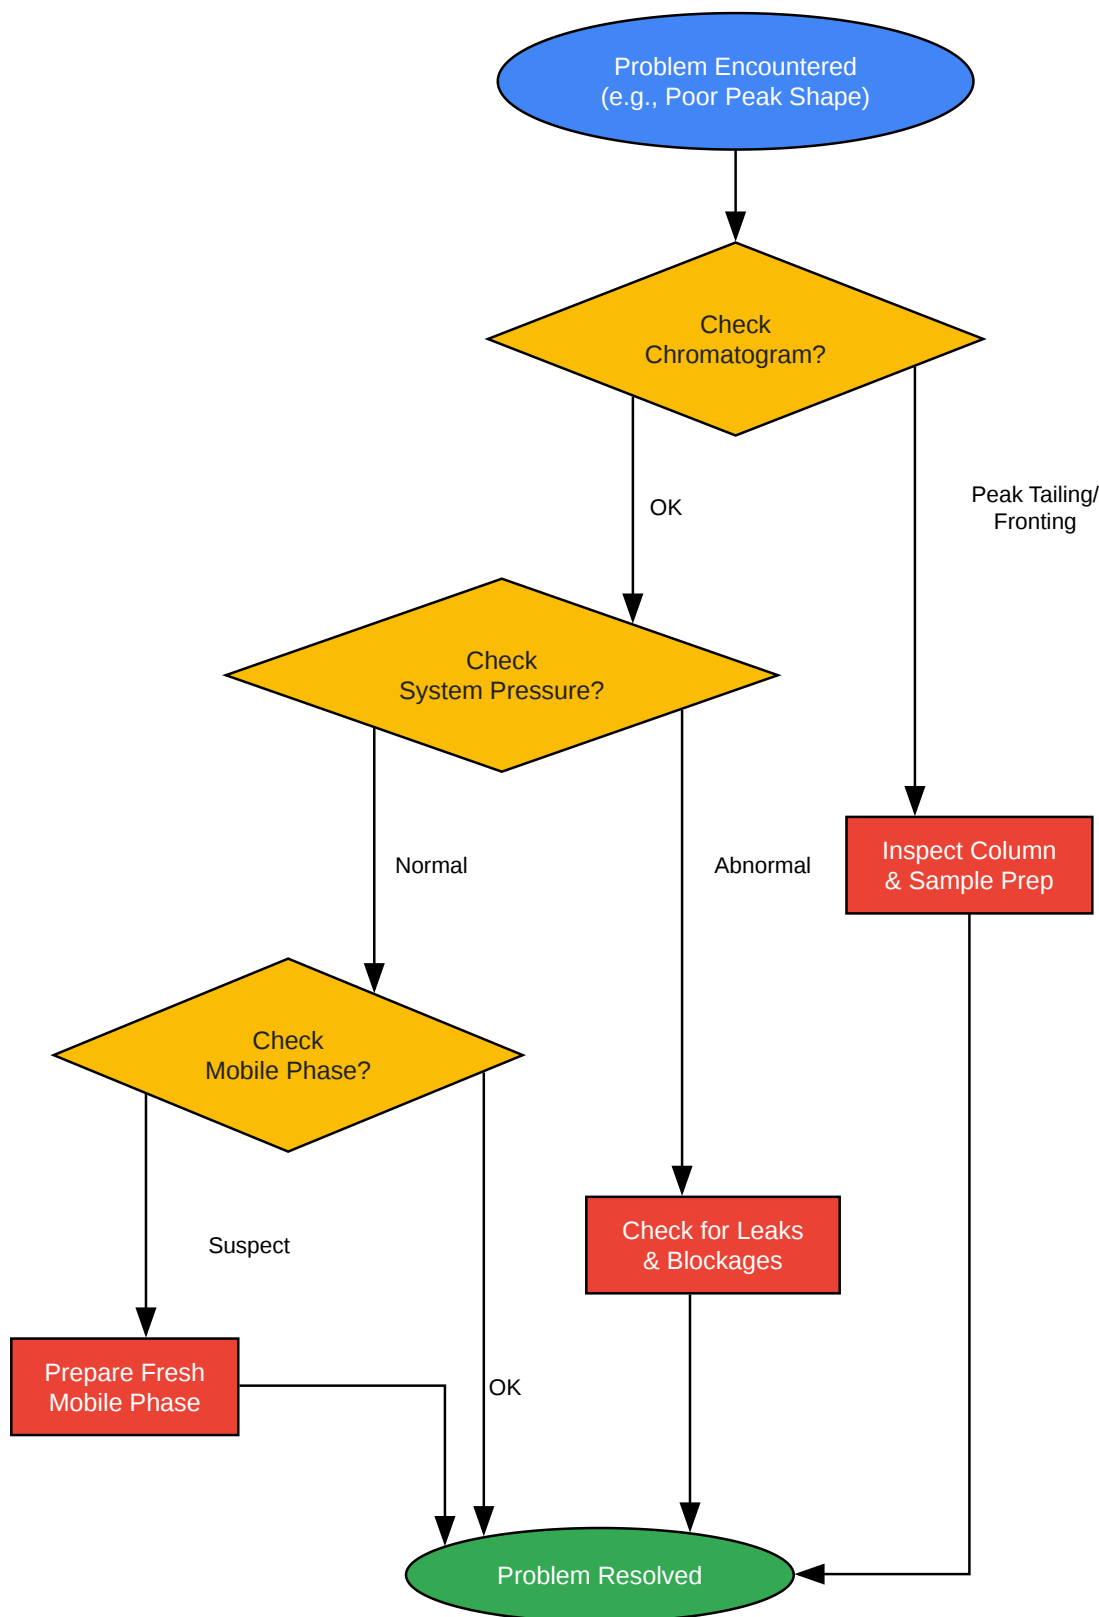 Problem Encountered
(e.g., Poor Peak Shape)
Check
Chromatogram?
OK
Peak Tailing/
Fronting
Check
System Pressure?
Normal
Abnormal
Inspect Column
& Sample Prep
Check
Mobile Phase?
Suspect
Check for Leaks
& Blockages
Prepare Fresh
Mobile Phase
OK
Problem Resolved